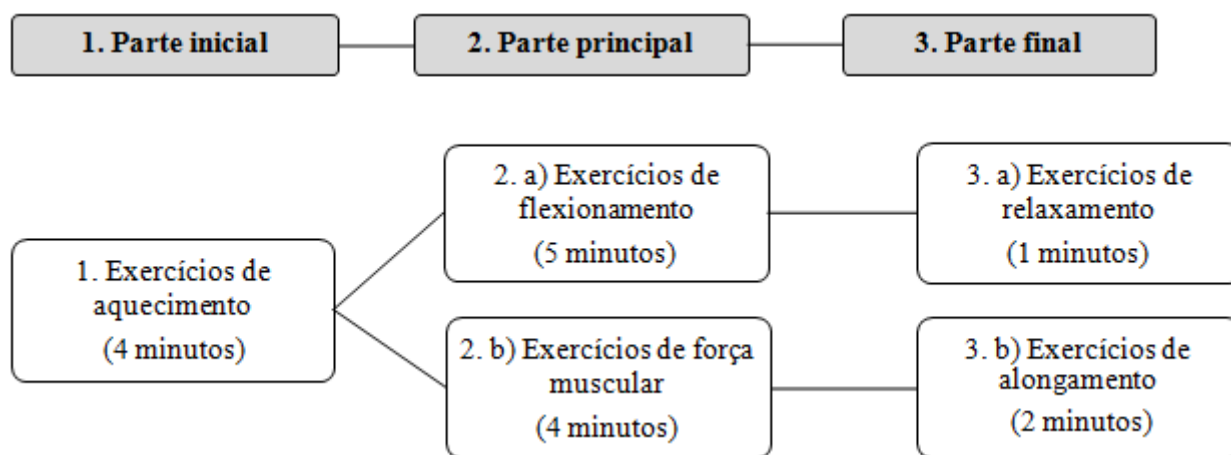 1. Parte inicial
2. Parte principal
3. Parte final
1. Exercícios de
aquecimento
(4 minutos)
2. a) Exercícios de
flexionamento
(5 minutos)
3. a) Exercícios de
relaxamento
(1 minutos)
2. b) Exercícios de força
muscular
(4 minutos)
3. b) Exercícios de
alongamento
(2 minutos)